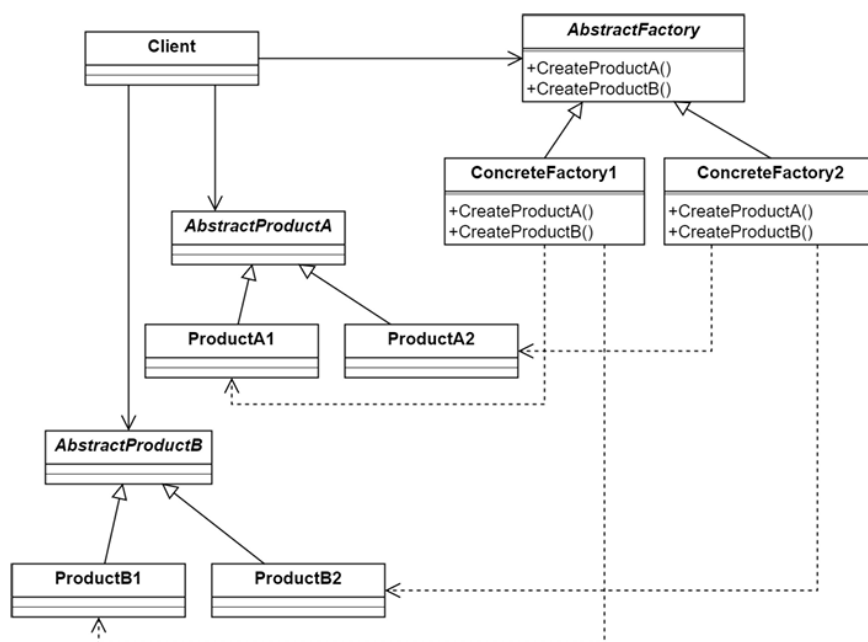 Client
AbstractFactory
+CreateProductA()
+CreateProductB()
ConcreteFactory1
+CreateProductA()
+CreateProductB()
ConcreteFactory2
+CreateProductA()
+CreateProductB()
AbstractProductA
ProductA1
ProductA2
AbstractProductB
ProductB1
ProductB2